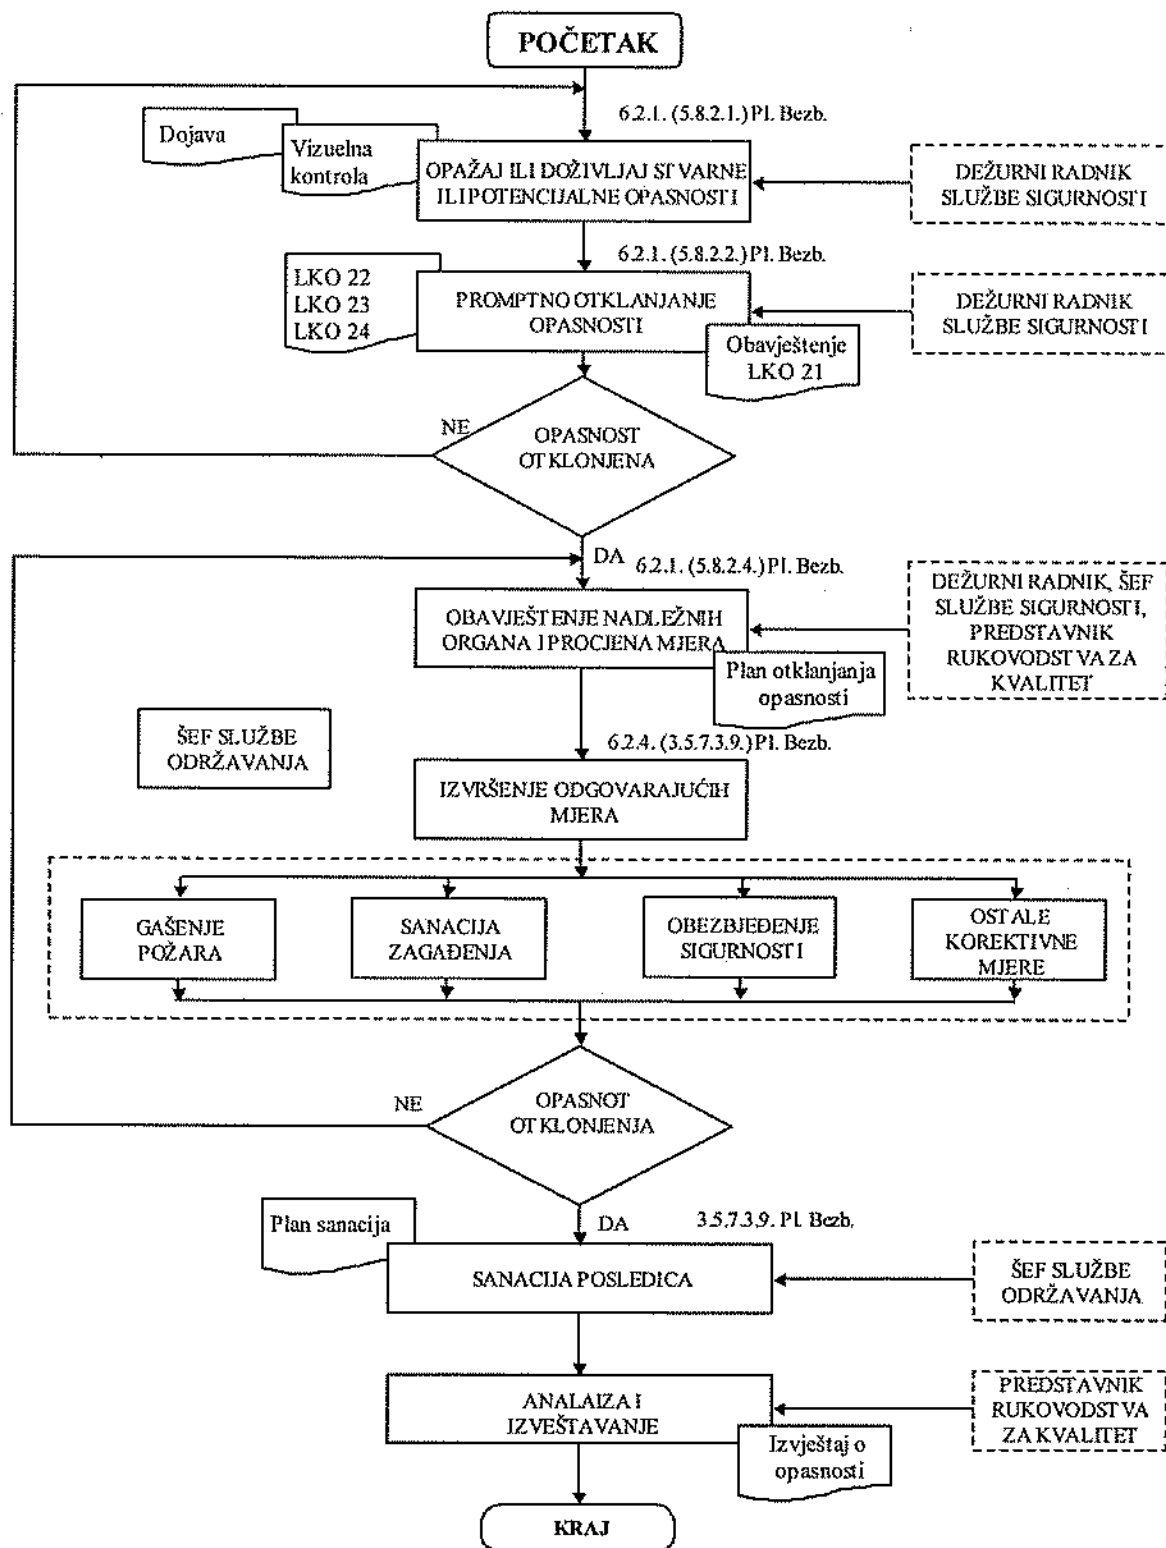 POČETAK
6.2.1. (5.8.2.1.) Pl. Bezb.
Dojava
Vizuelna
kontrola
OPAŽAJ ILI DOŽIVLJAJ STVARNE
ILI POTENCIJALNE OPASNOSTI
DEŽURNI RADNIK
SLUŽBE SIGURNOSTI
6.2.1. (5.8.2.2.) Pl. Bezb.
LKO 22
LKO 23
LKO 24
PROMPTNO OTKLANJANJE
OPASNOSTI
DEŽURNI RADNIK
SLUŽBE SIGURNOSTI
Obavještenje
LKO 21
NE
OPASNOST
OTKLONJENA
DA
6.2.1. (5.8.2.4.) Pl. Bezb.
OBAVJEŠTENJE NADLEŽNIH
ORGANA I PROCJENA MJERA
DEŽURNI RADNIK, ŠEF
SLUŽBE SIGURNOSTI,
PREDSTAVNIK
RUKOVODSTVA ZA
KVALITET
Plan otklanjanja
opasnosti
ŠEF SLUŽBE
ODRŽAVANJA
6.2.4. (3.5.7.3.9.) Pl. Bezb.
IZVRŠENJE ODGOVARAJUĆIH
MJERA
GAŠENJE
POŽARA
SANACIJA
ZAGAĐENJA
OBEZBJEĐENJE
SIGURNOSTI
OSTALE
KOREKTIVNE
MJERE
NE
OPASNOT
OTKLONJENJA
DA
3.5.7.3.9. Pl. Bezb.
Plan sanacija
SANACIJA POSLEDICA
ŠEF SLUŽBE
ODRŽAVANJA
ANALAIZA I
IZVEŠTAVANJE
PREDSTAVNIK
RUKOVODSTVA
ZA KVALITET
Izvještaj o
opasnosti
KRAJ